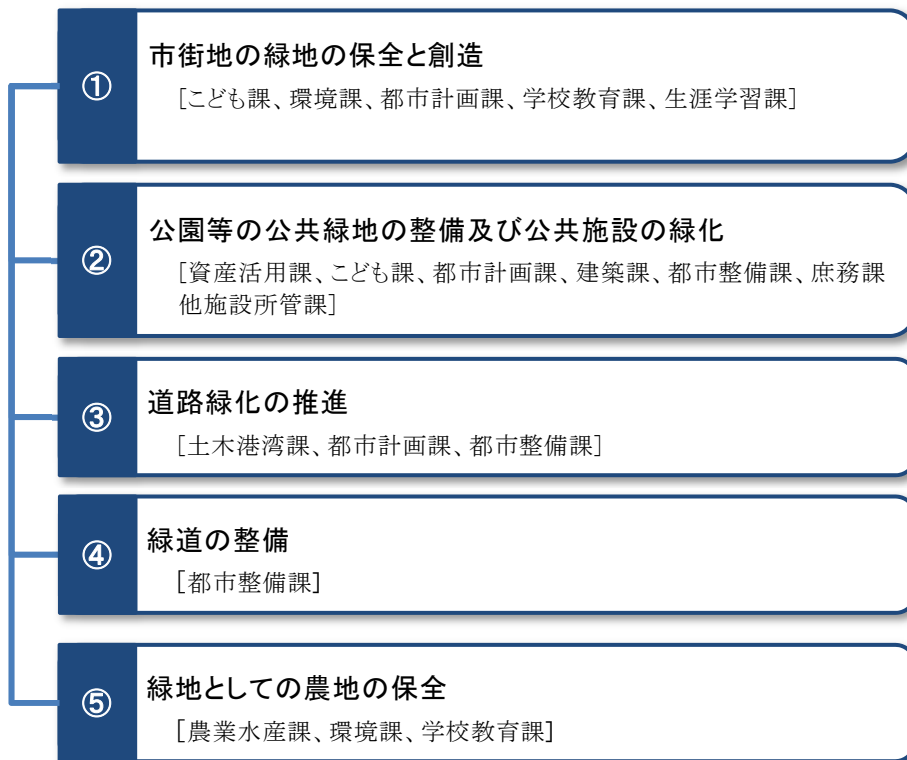 ①
市街地の緑地の保全と創造
[こども課、環境課、都市計画課、学校教育課、生涯学習課]
②
公園等の公共緑地の整備及び公共施設の緑化
[資産活用課、こども課、都市計画課、建築課、都市整備課、庶務課
他施設所管課]
③
道路緑化の推進
[土木港湾課、都市計画課、都市整備課]
④
緑道の整備
[都市整備課]
⑤
緑地としての農地の保全
[農業水産課、環境課、学校教育課]